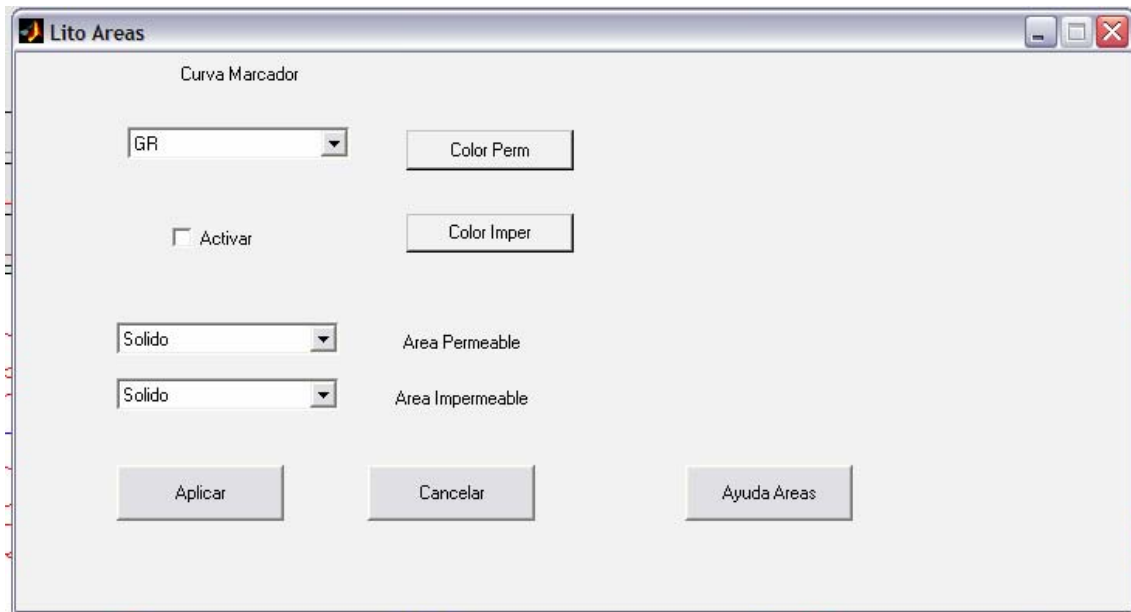 Lito Areas
Curva Marcador
GR
Color Perm
Activar
Color Imper
Solido
Area Permeable
Solido
Area Impermeable
Aplicar
Cancelar
Ayuda Areas